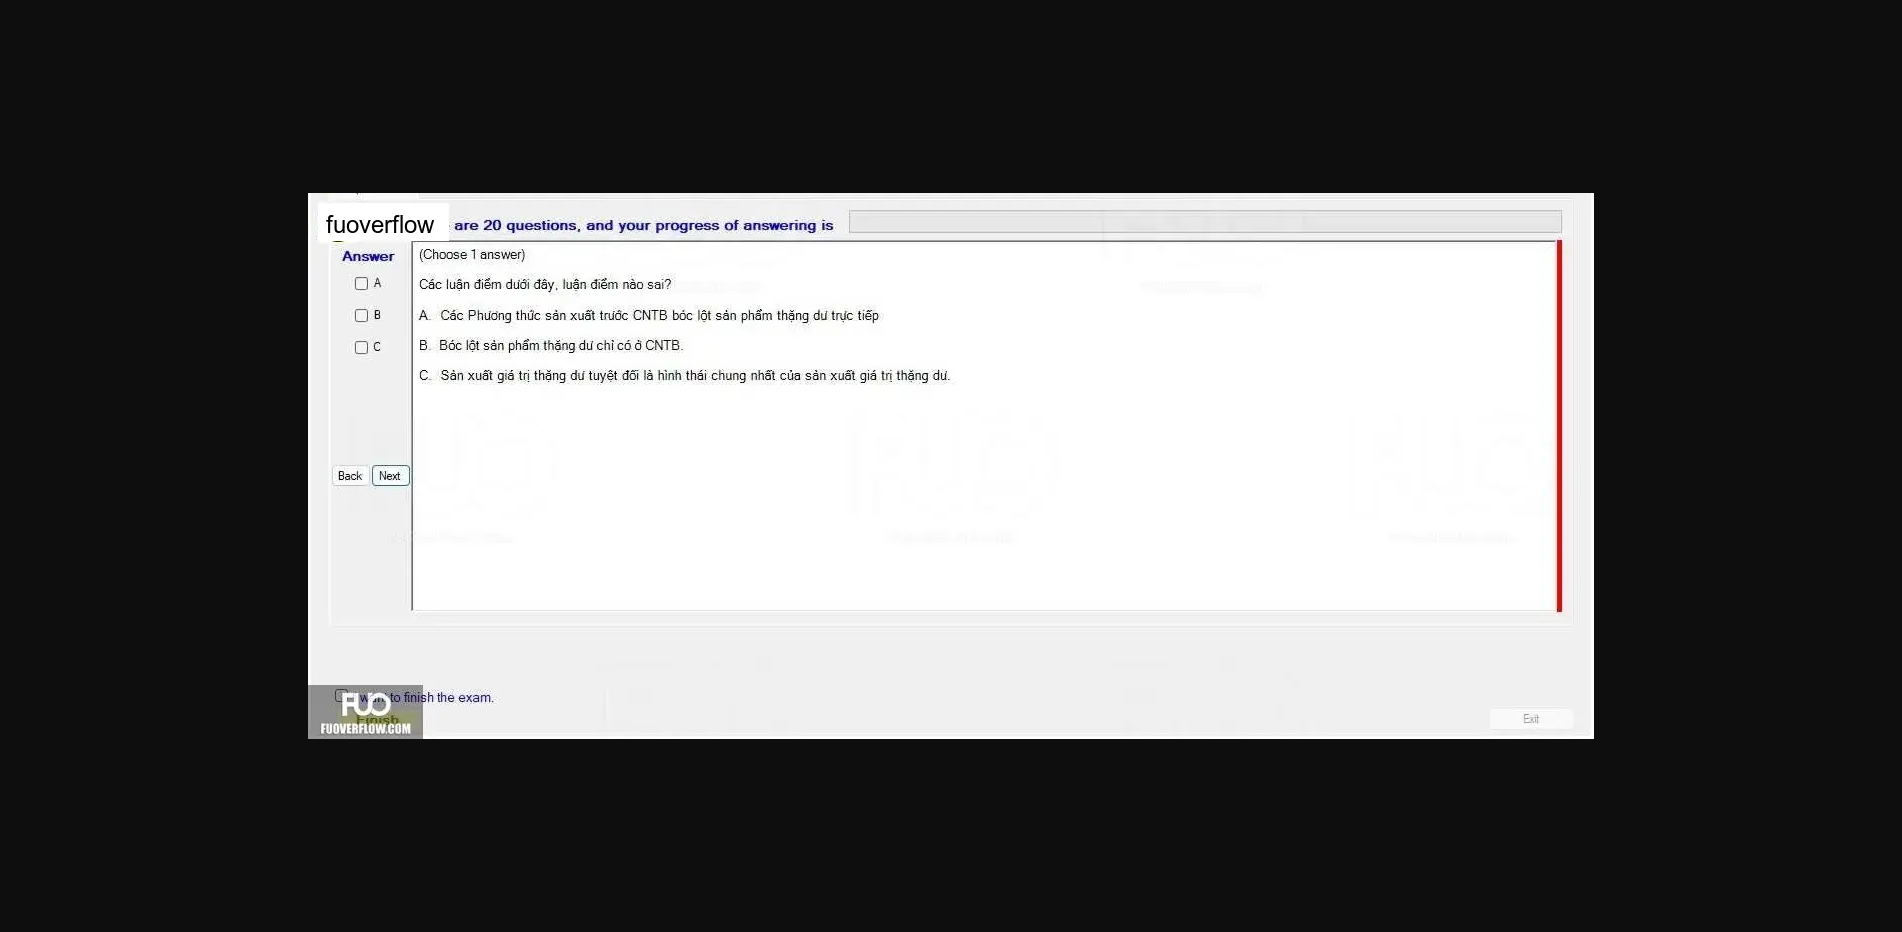 fuoverflow are 20 questions, and your progress of answering is
Answer
(Choose 1 answer)
A
Các luận điểm dưới đây, luận điểm nào sai?
B
A. Các Phương thức sản xuất trước CNTB bóc lột sản phẩm thặng dư trực tiếp
C
B. Bóc lột sản phẩm thặng dư chỉ có ở CNTB.
C. Sản xuất giá trị thặng dư tuyệt đối là hình thái chung nhất của sản xuất giá trị thặng dư.
Back Next
want to finish the exam.
FUO
Finish
FUOVERFLOW.COM
Exit